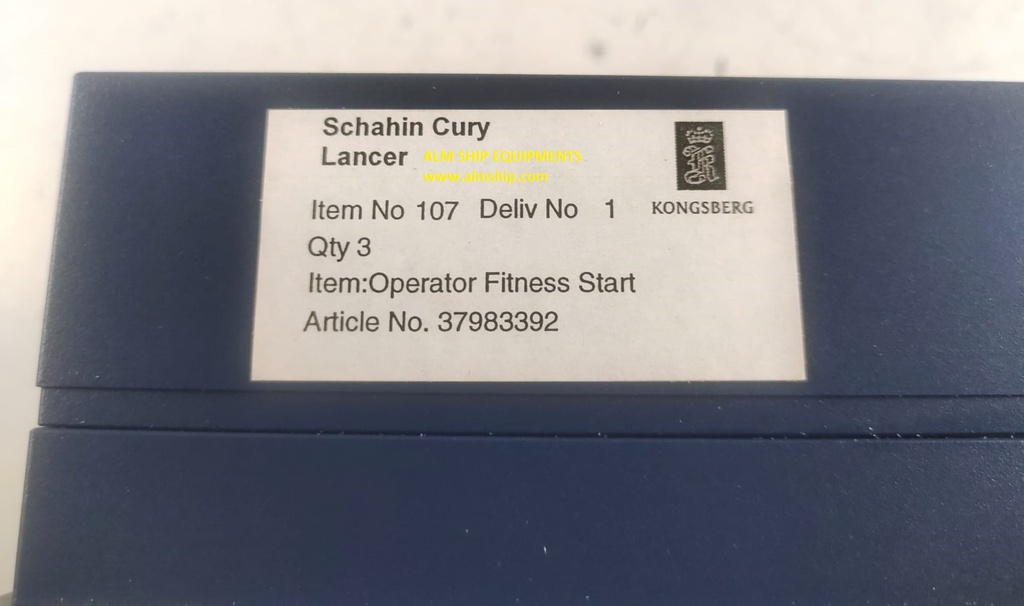 Schahin Cury
Lancer
ALM SHIP EQUIPMENTS
www.almship.com
KONGSBERG
Item No 107 Deliv No 1
Qty 3
Item:Operator Fitness Start
Article No. 37983392